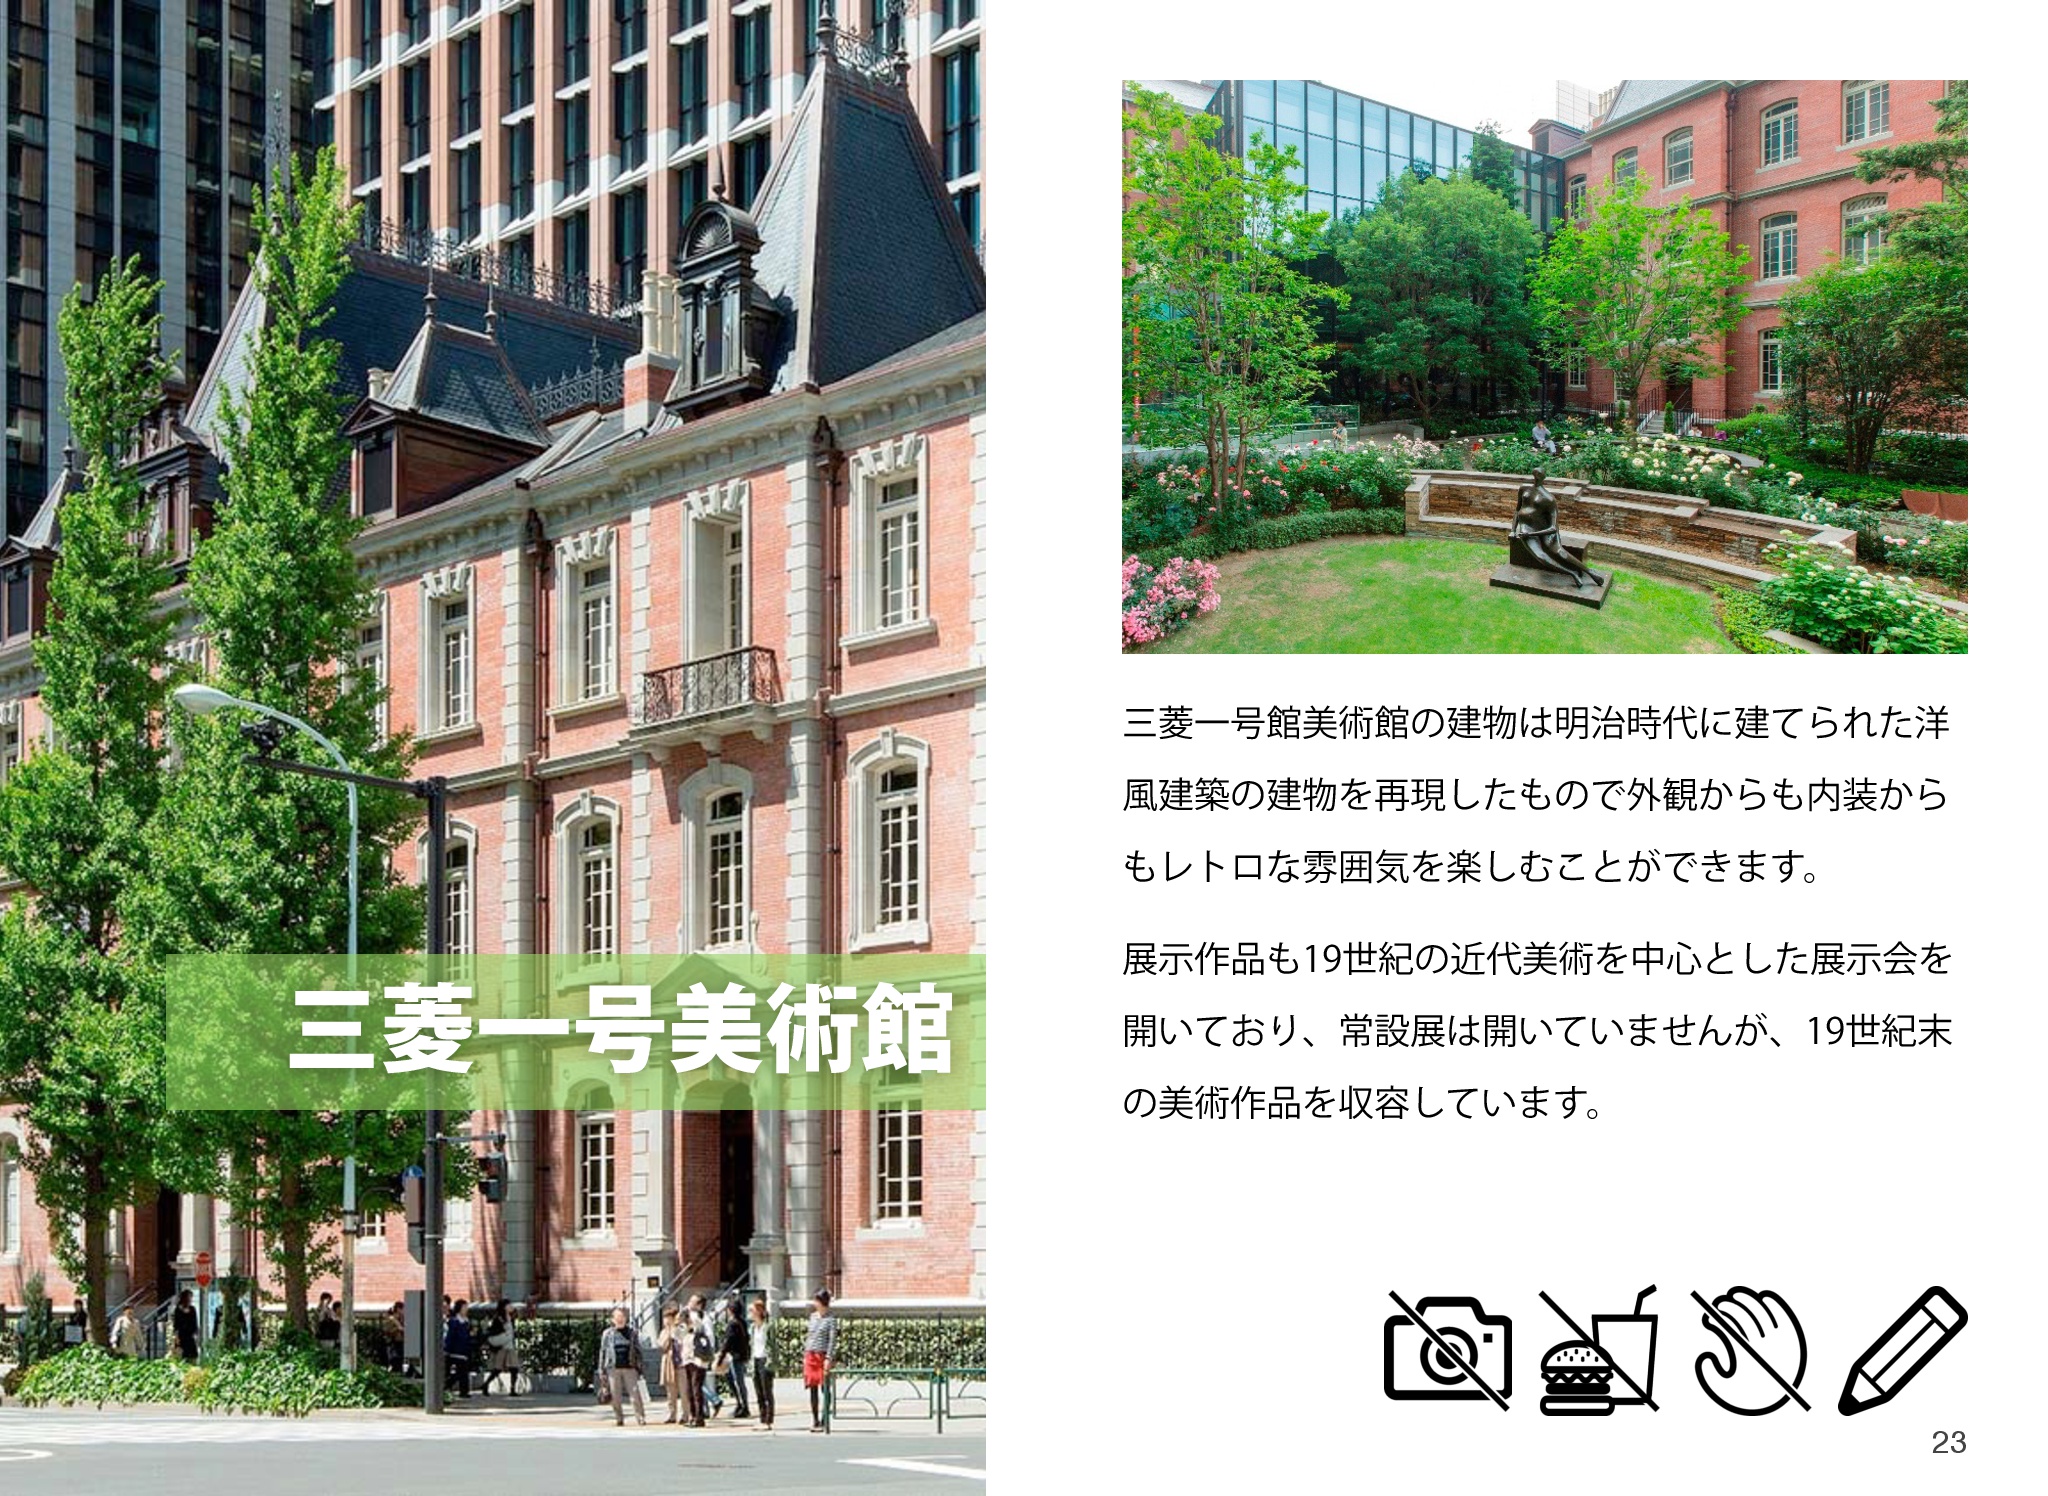 三菱一号美術館
三菱一号館美術館の建物は明治時代に建てられた洋
風建築の建物を再現したもので外観からも内装から
もレトロな雰囲気を楽しむことができます。
展示作品も19世紀の近代美術を中心とした展示会を
開いており、常設展は開いていませんが、19世紀末
の美術作品を収容しています。
23